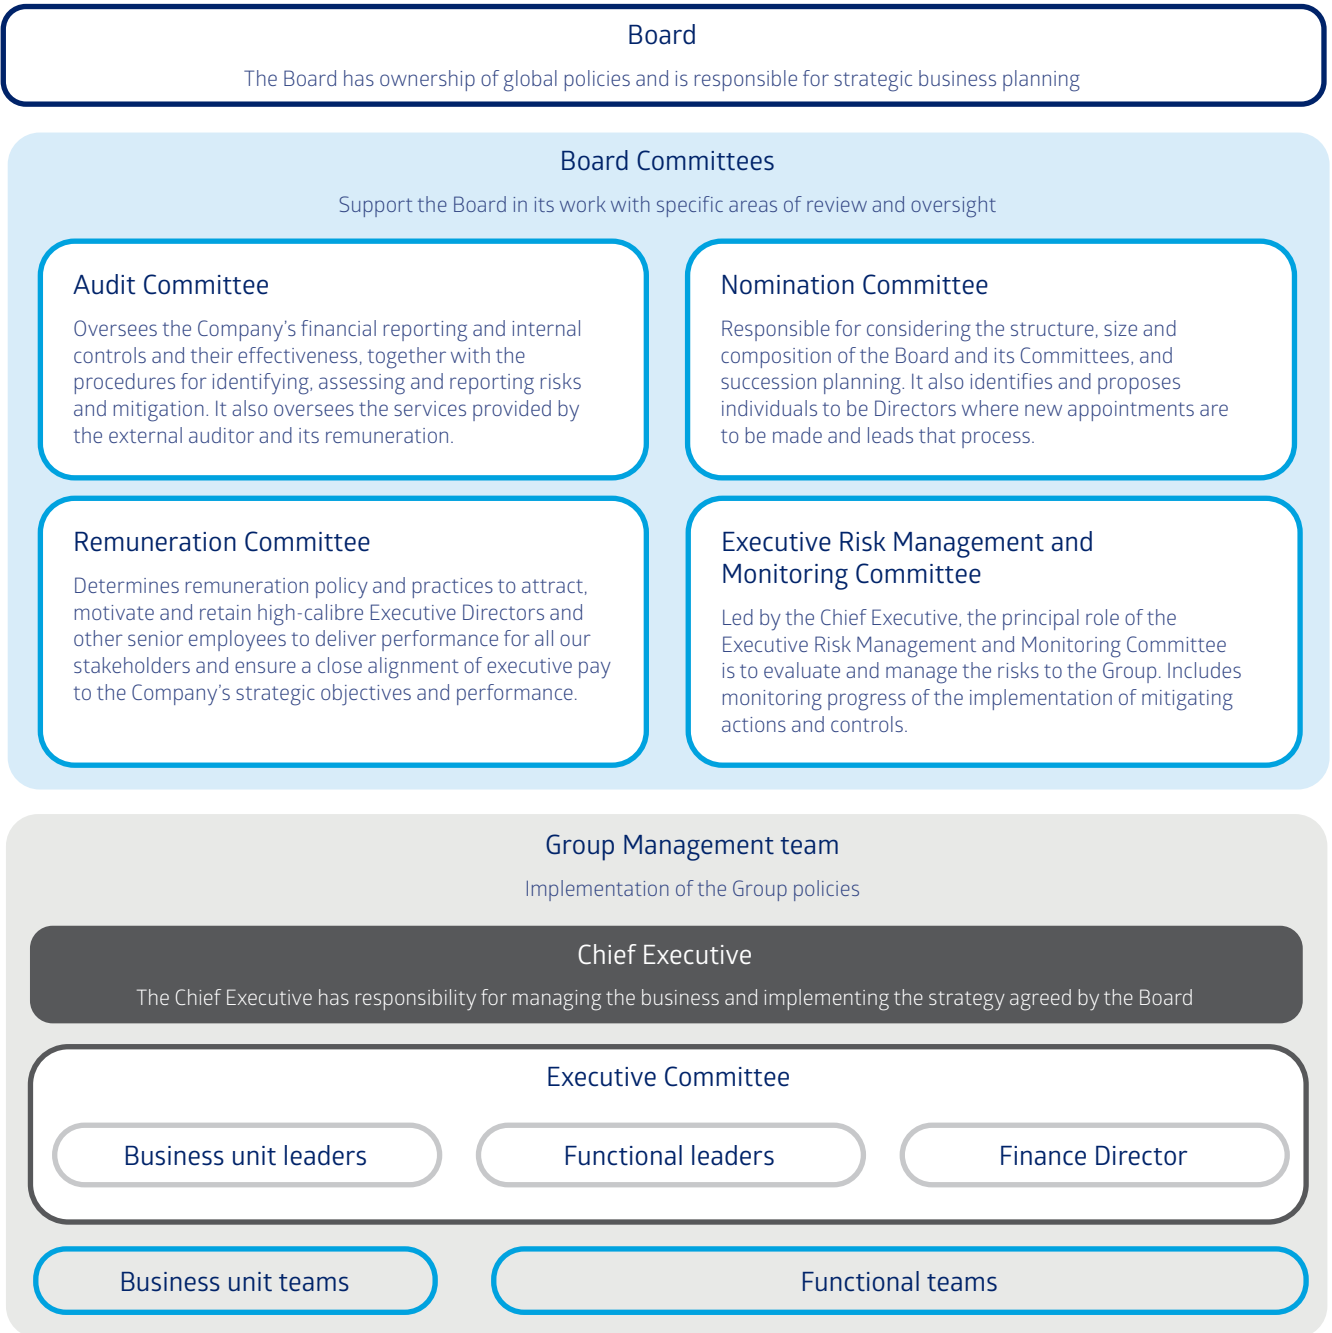 Board
The Board has ownership of global policies and is responsible for strategic business planning
Board Committees
Support the Board in its work with specific areas of review and oversight
Audit Committee
Oversees the Company's financial reporting and internal
controls and their effectiveness, together with the
procedures for identifying, assessing and reporting risks
and mitigation. It also oversees the services provided by
the external auditor and its remuneration.
Nomination Committee
Responsible for considering the structure, size and
composition of the Board and its Committees, and
succession planning. It also identifies and proposes
individuals to be Directors where new appointments are
to be made and leads that process.
Remuneration Committee
Determines remuneration policy and practices to attract,
motivate and retain high-calibre Executive Directors and
other senior employees to deliver performance for all our
stakeholders and ensure a close alignment of executive pay
to the Company's strategic objectives and performance.
Executive Risk Management and
Monitoring Committee
Led by the Chief Executive, the principal role of the
Executive Risk Management and Monitoring Committee
is to evaluate and manage the risks to the Group. Includes
monitoring progress of the implementation of mitigating
actions and controls.
Group Management team
Implementation of the Group policies
Chief Executive
The Chief Executive has responsibility for managing the business and implementing the strategy agreed by the Board
Executive Committee
Business unit leaders
Functional leaders
Finance Director
Business unit teams
Functional teams